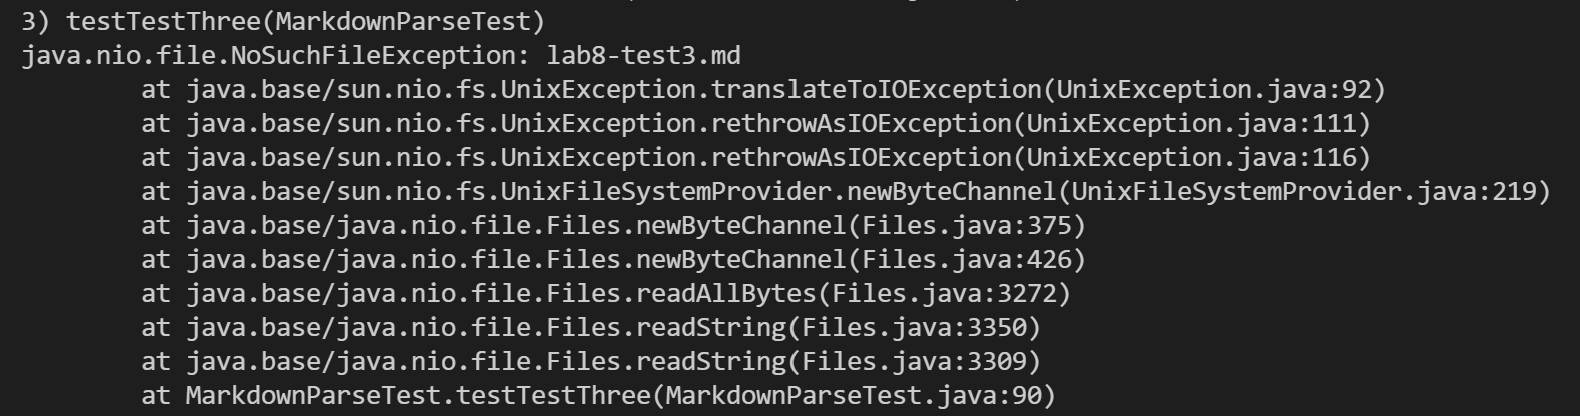 3) testTestThree(MarkdownParseTest)
java.nio.file.NoSuchFileException: lab8-test3.md
        at java.base/sun.nio.fs.UnixException.translateToIOException(UnixException.java:92)
        at java.base/sun.nio.fs.UnixException.rethrowAsIOException(UnixException.java:111)
        at java.base/sun.nio.fs.UnixException.rethrowAsIOException(UnixException.java:116)
        at java.base/sun.nio.fs.UnixFileSystemProvider.newByteChannel(UnixFileSystemProvider.java:219)
        at java.base/java.nio.file.Files.newByteChannel(Files.java:375)
        at java.base/java.nio.file.Files.newByteChannel(Files.java:426)
        at java.base/java.nio.file.Files.readAllBytes(Files.java:3272)
        at java.base/java.nio.file.Files.readString(Files.java:3350)
        at java.base/java.nio.file.Files.readString(Files.java:3309)
        at MarkdownParseTest.testTestThree(MarkdownParseTest.java:90)